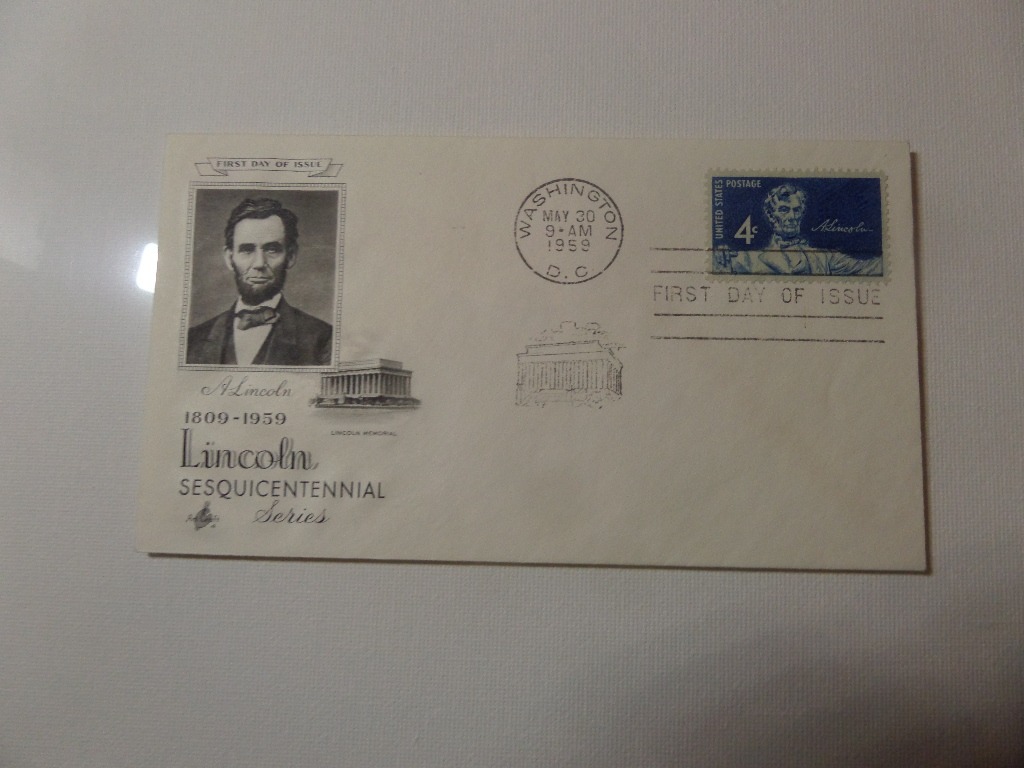 FIRST DAY OF ISSUE
A. Lincoln
1809-1959
LINCOLN MEMORIAL
Lincoln
SESQUICENTENNIAL
Series
WASHINGTON
MAY 30
9 • AM
1959
D. C.
UNITED STATES POSTAGE
4c
A. Lincoln
FIRST DAY OF ISSUE